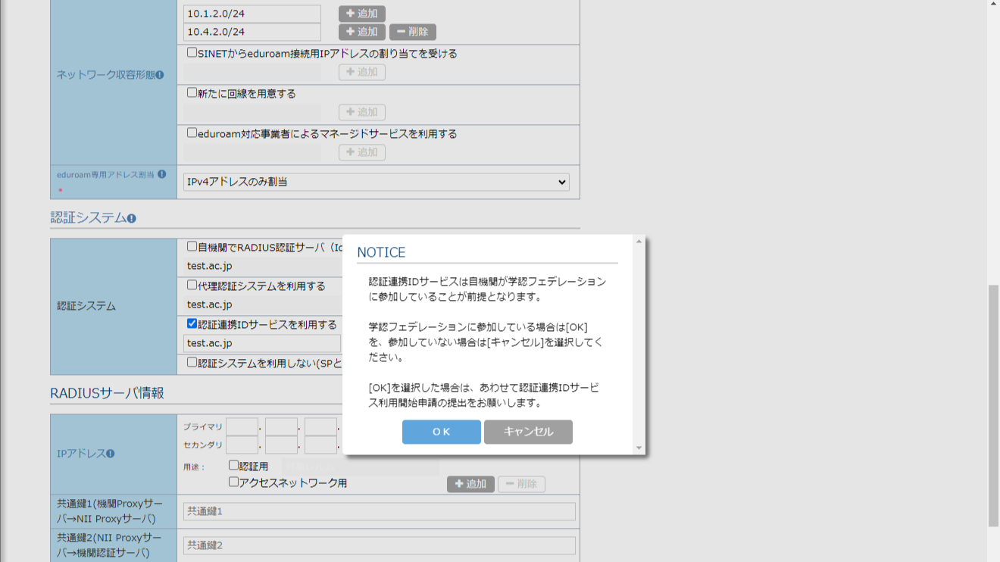 10.1.2.0/24
+ 追加
10.4.2.0/24
+ 追加 − 削除
ネットワーク収容形態
SINETからeduroam接続用IPアドレスの割り当てを受ける
+ 追加
新たに回線を用意する
+ 追加
eduroam対応事業者によるマネージドサービスを利用する
+ 追加
eduroam専用アドレス割当
*
IPv4アドレスのみ割当
認証システム
認証システム
自機関でRADIUS認証サーバ（Id
test.ac.jp
代理認証システムを利用する
test.ac.jp
認証連携IDサービスを利用する
test.ac.jp
認証システムを利用しない(SPと
NOTICE
認証連携IDサービスは自機関が学認フェデレーション
に参加していることが前提となります。
学認フェデレーションに参加している場合は[OK]
を、参加していない場合は[キャンセル]を選択してく
ださい。
[OK]を選択した場合は、あわせて認証連携IDサービ
ス利用開始申請の提出をお願いします。
OK キャンセル
RADIUSサーバ情報
IPアドレス
プライマリ . . .
セカンダリ . . .
用途： 認証用
アクセスネットワーク用
+ 追加 − 削除
共通鍵1(機関Proxyサー
バ→NII Proxyサーバ)
共通鍵1
共通鍵2(NII Proxyサー
バ→機関認証サーバ)
共通鍵2